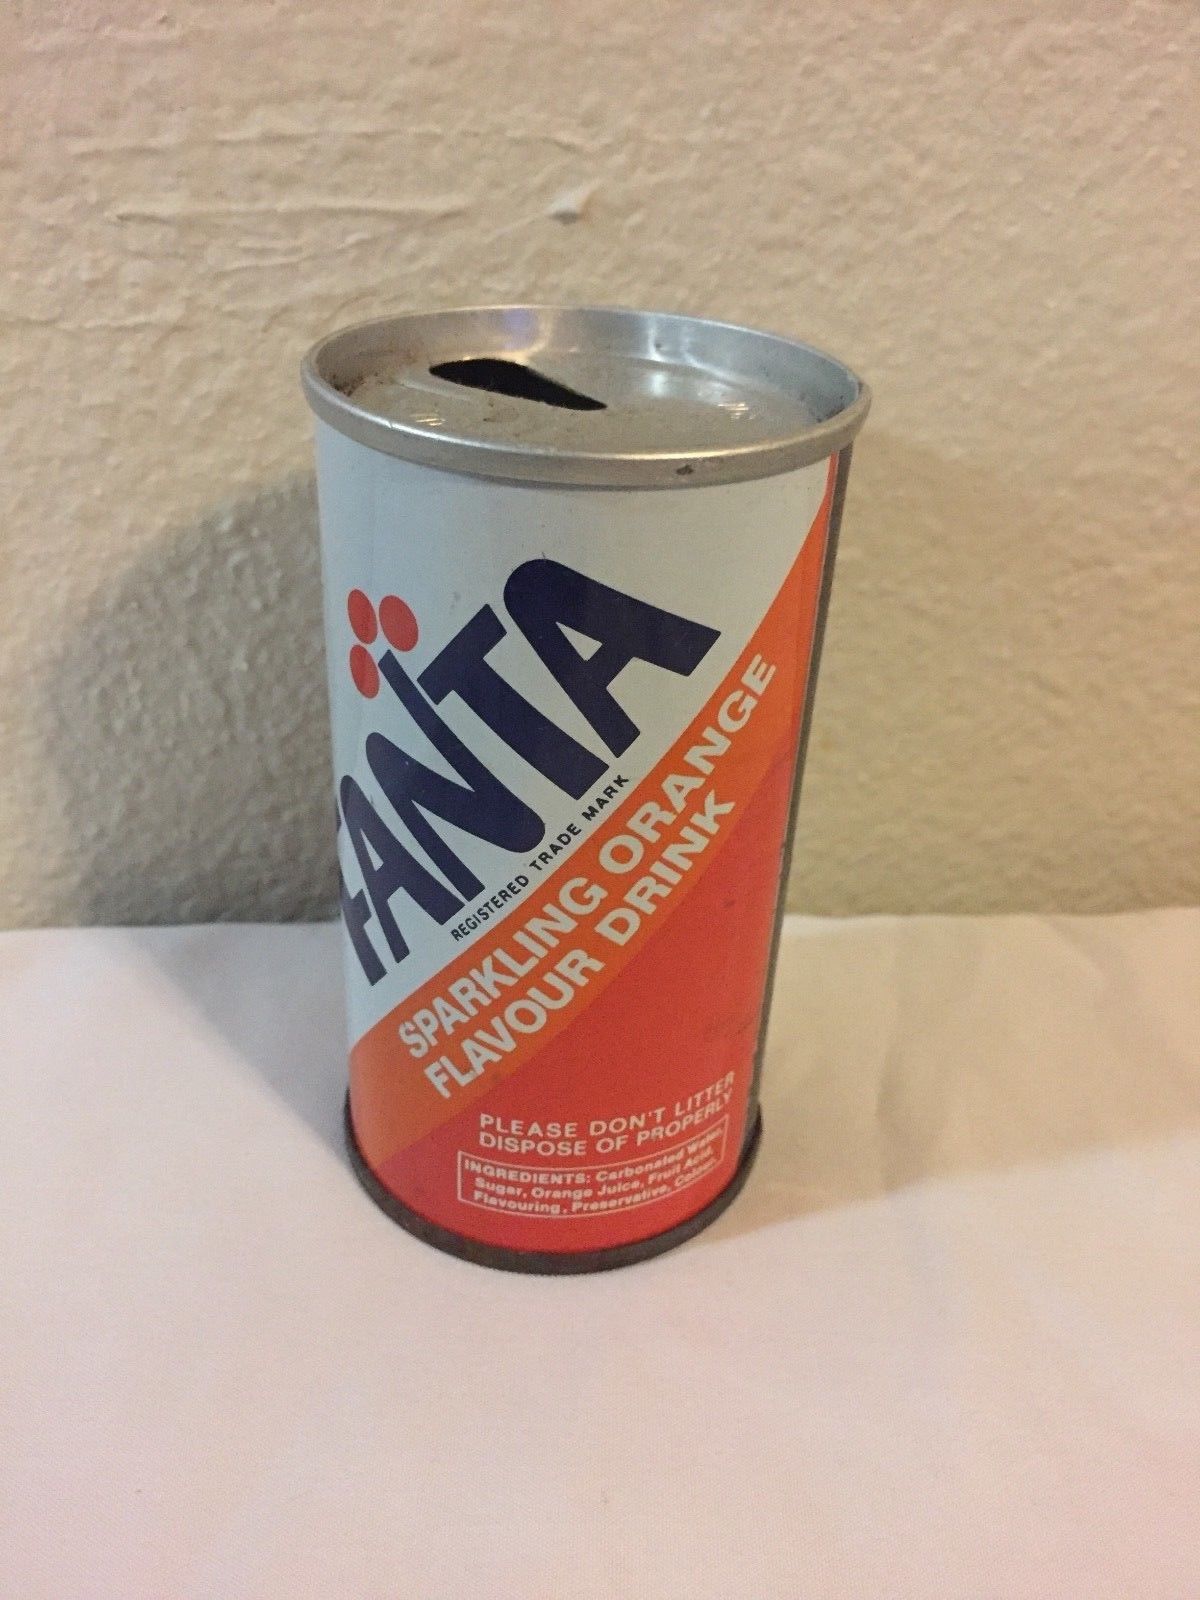 FANTA
REGISTERED TRADE MARK
SPARKLING ORANGE
FLAVOUR DRINK
PLEASE DON'T LITTER
DISPOSE OF PROPERLY
INGREDIENTS: Carbonated Water,
Sugar, Orange Juice, Fruit Acid,
Flavouring, Preservative, Colour.